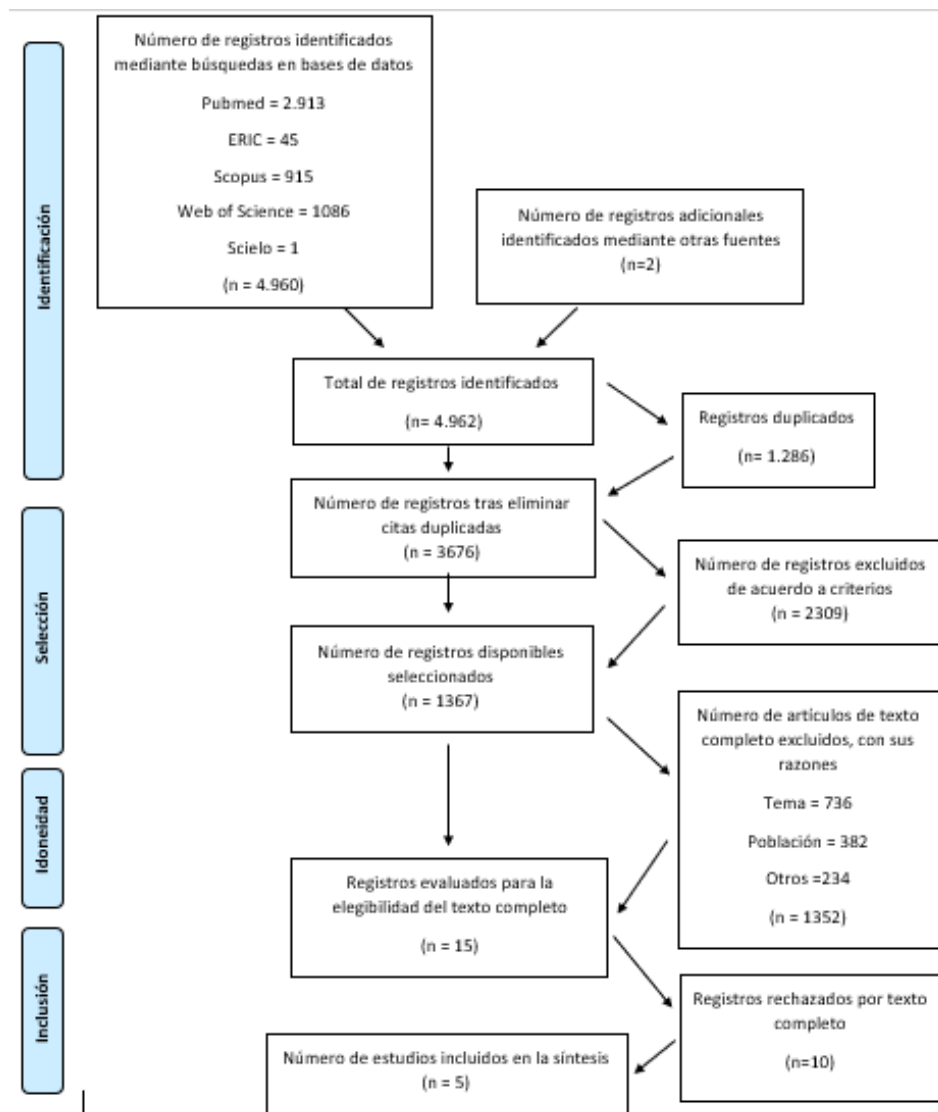 Identificación
Número de registros identificados
mediante búsquedas en bases de datos
Pubmed = 2.913
ERIC = 45
Scopus = 915
Web of Science = 1086
Scielo = 1
(n = 4.960)
Número de registros adicionales
identificados mediante otras fuentes
(n=2)
Total de registros identificados
(n= 4.962)
Registros duplicados
(n= 1.286)
Número de registros tras eliminar
citas duplicadas
(n = 3676)
Selección
Número de registros excluidos
de acuerdo a criterios
(n = 2309)
Número de registros disponibles
seleccionados
(n = 1367)
Número de artículos de texto
completo excluidos, con sus
razones
Tema = 736
Población = 382
Otros =234
(n = 1352)
Idoneidad
Registros evaluados para la
elegibilidad del texto completo
(n = 15)
Inclusión
Registros rechazados por texto
completo
(n=10)
Número de estudios incluidos en la síntesis
(n = 5)